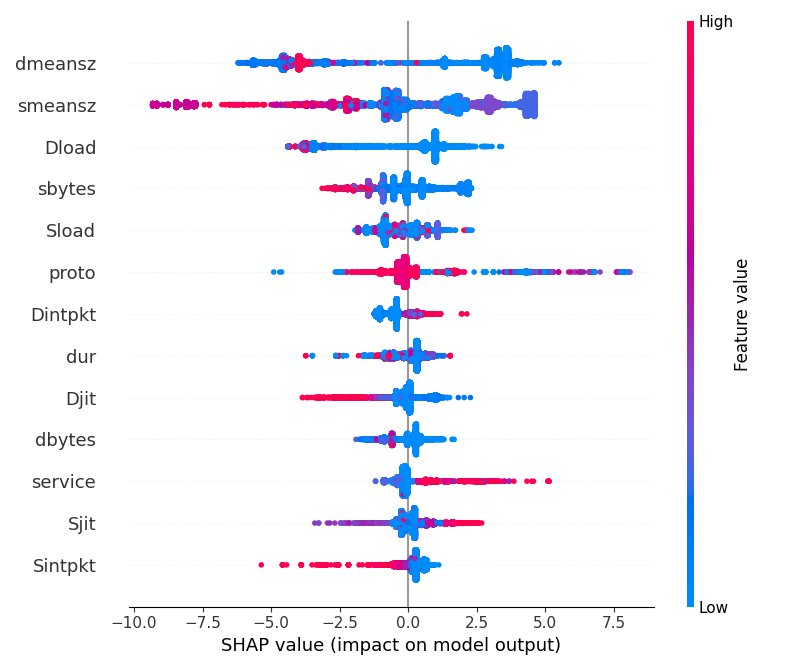 High
dmeansz
smeansz
Dload
sbytes
Sload
proto
Dintpkt
dur
Djit
dbytes
service
Sjit
Sintpkt
Feature value
Low
−10.0 −7.5 −5.0 −2.5 0.0 2.5 5.0 7.5
SHAP value (impact on model output)